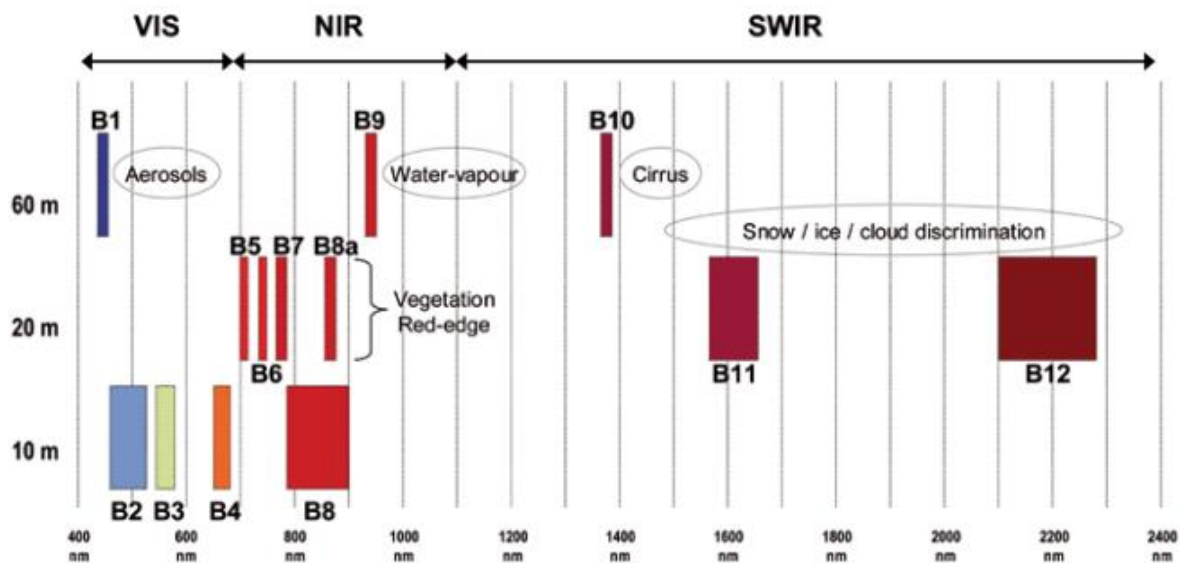 VIS NIR SWIR
B1 B9 B10
Aerosols Water-vapour Cirrus
60 m
Snow / ice / cloud discrimination
B5 B7 B8a
Vegetation
Red-edge
20 m
B6 B11 B12
10 m
B2 B3 B4 B8
400 600 800 1000 1200 1400 1600 1800 2000 2200 2400
nm nm nm nm nm nm nm nm nm nm nm